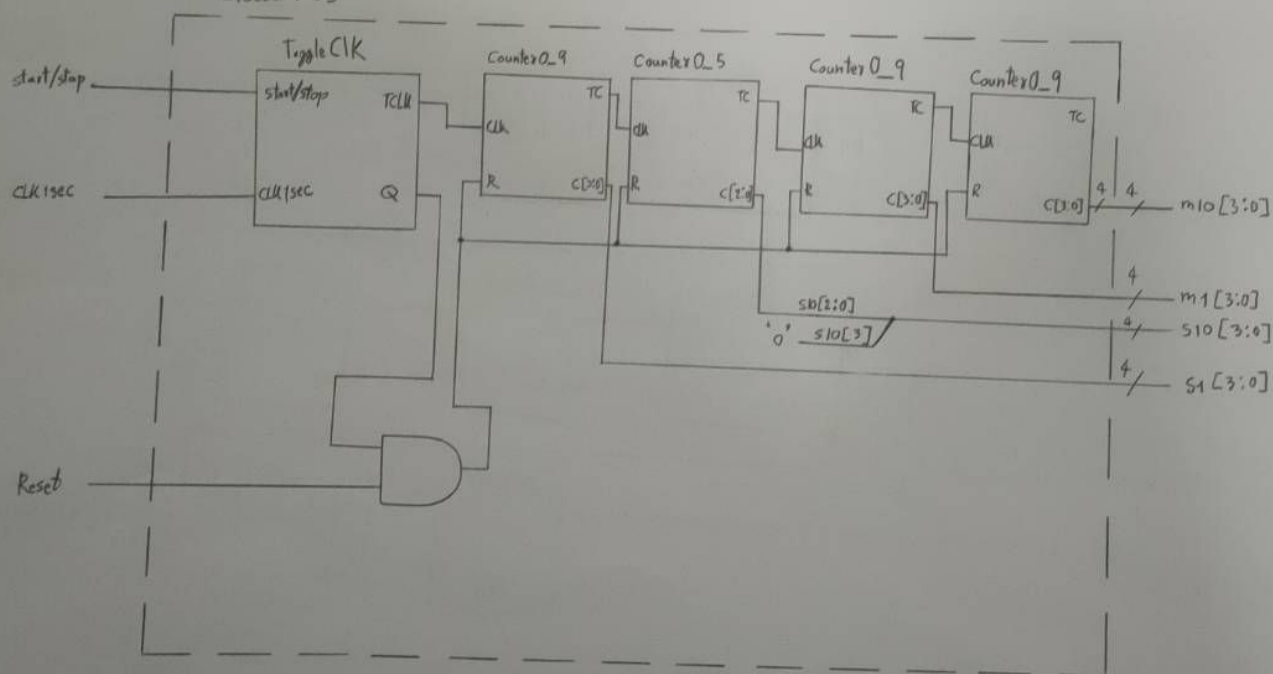 ToggleClK
Counter0_9
Counter0_5
Counter0_9
Counter0_9
start/stop
start/stop
TCLK
CLK
TC
R
C[3:0]
CLK
TC
R
C[2:0]
CLK
TC
R
C[3:0]
CLK
TC
R
C[3:0]
CLK1sec
CLK1sec
Q
4
4
m10[3:0]
4
m1[3:0]
S10[2:0]
'0' S10[3]
4
S10[3:0]
4
S1[3:0]
Reset